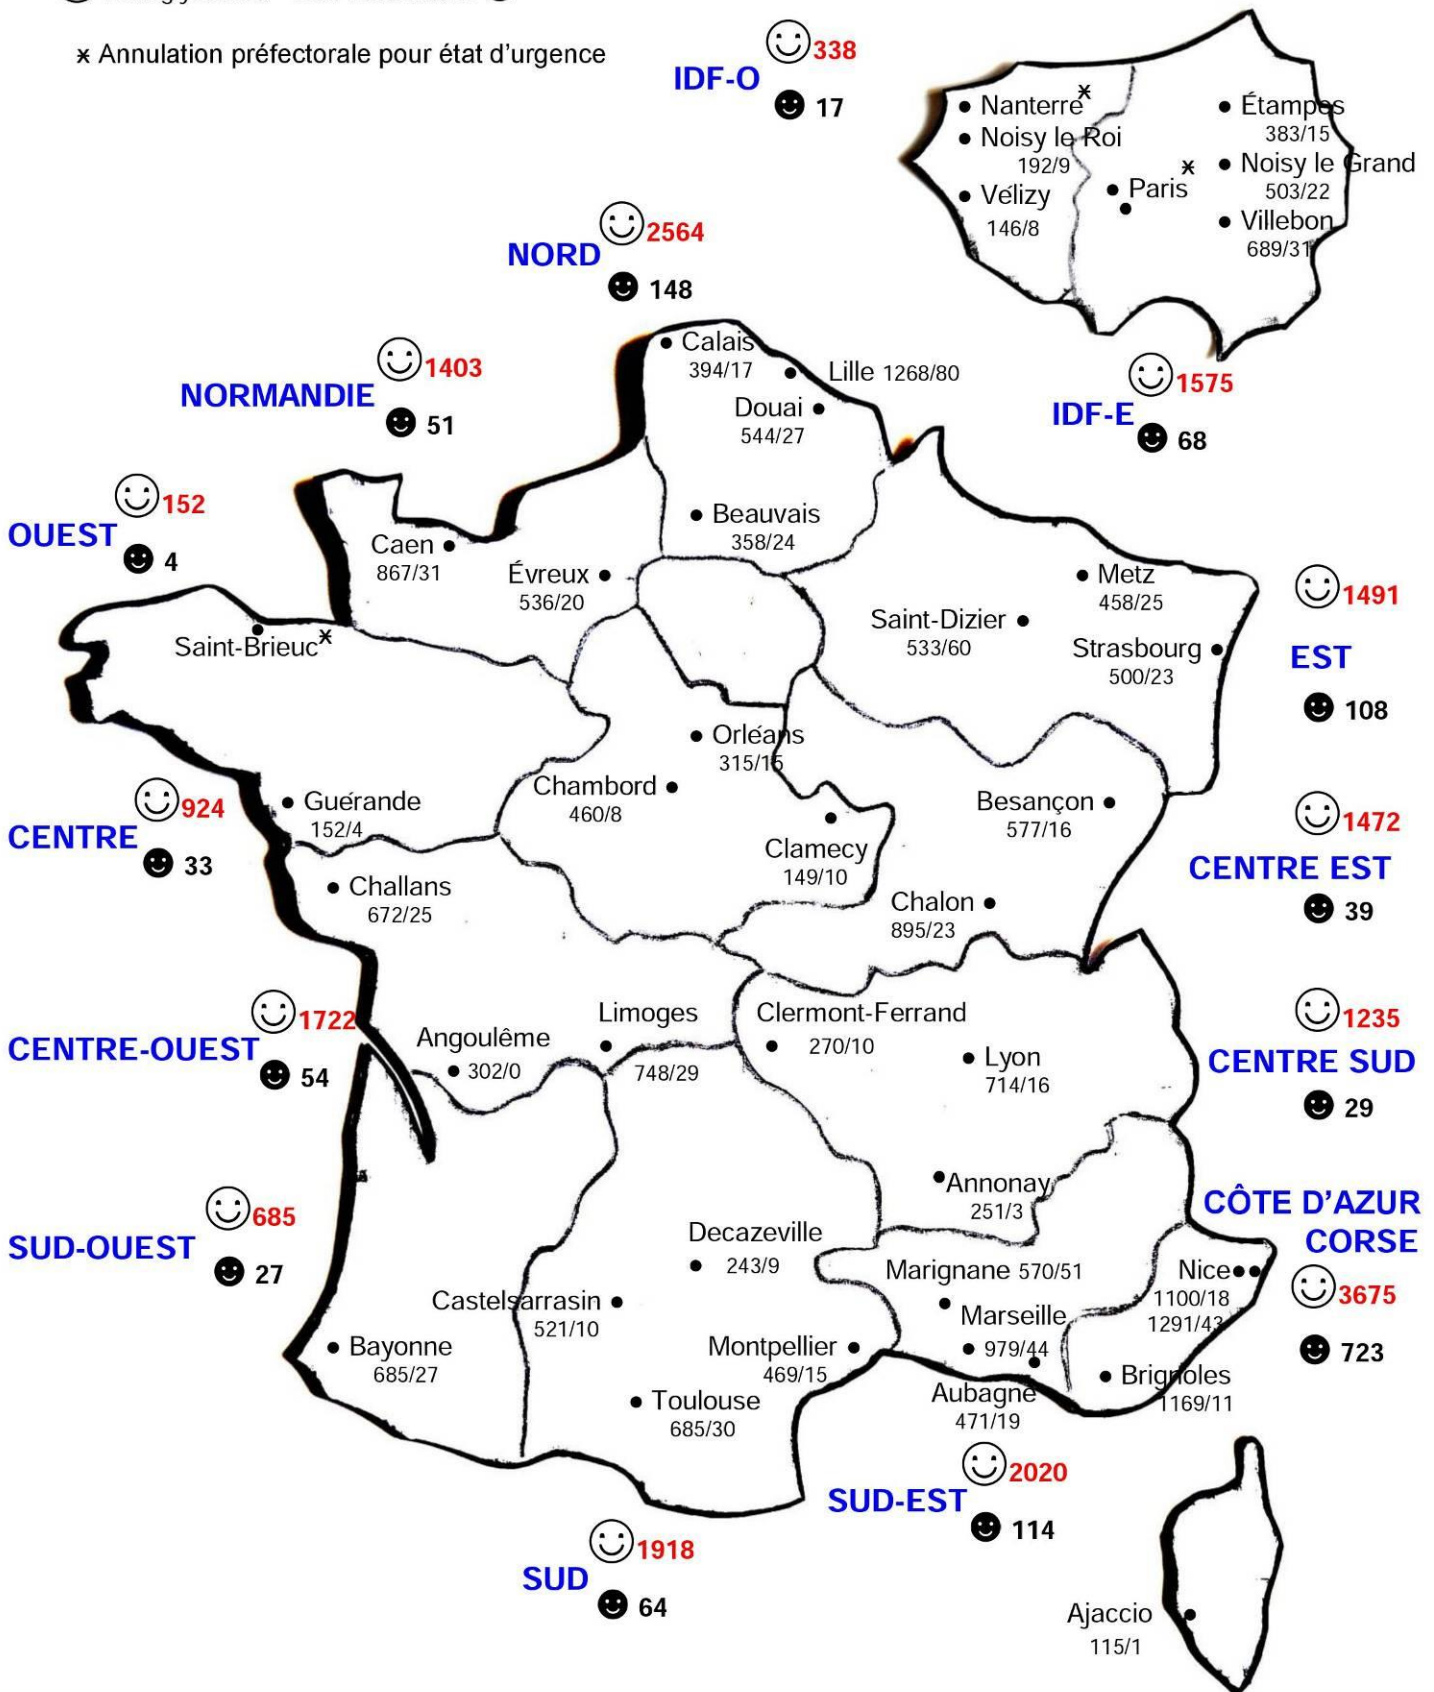 * Annulation préfectorale pour état d’urgence
338
IDF-O
17
Nanterre*
Noisy le Roi
192/9
Vélizy
146/8
Paris
*
Étampes
383/15
Noisy le Grand
503/22
Villebon
689/31
2564
NORD
148
1575
IDF-E
68
1403
NORMANDIE
51
152
OUEST
4
Calais
394/17
Lille 1268/80
Douai
544/27
Beauvais
358/24
Caen
867/31
Évreux
536/20
Metz
458/25
Saint-Dizier
533/60
Strasbourg
500/23
1491
EST
108
Saint-Brieuc*
Orléans
315/15
Chambord
460/8
Guérande
152/4
Clamecy
149/10
Besançon
577/16
Chalon
895/23
924
CENTRE
33
1472
CENTRE EST
39
Challans
672/25
1722
CENTRE-OUEST
54
Angoulême
302/0
Limoges
748/29
Clermont-Ferrand
270/10
Lyon
714/16
1235
CENTRE SUD
29
Annonay
251/3
685
SUD-OUEST
27
Decazeville
243/9
Castelsarrasin
521/10
Bayonne
685/27
Montpellier
469/15
Toulouse
685/30
Marignane 570/51
Marseille
979/44
Aubagne
471/19
Nice
1100/18
1291/43
Brignoles
1169/11
CÔTE D’AZUR
CORSE
3675
723
2020
SUD-EST
114
1918
SUD
64
Ajaccio
115/1